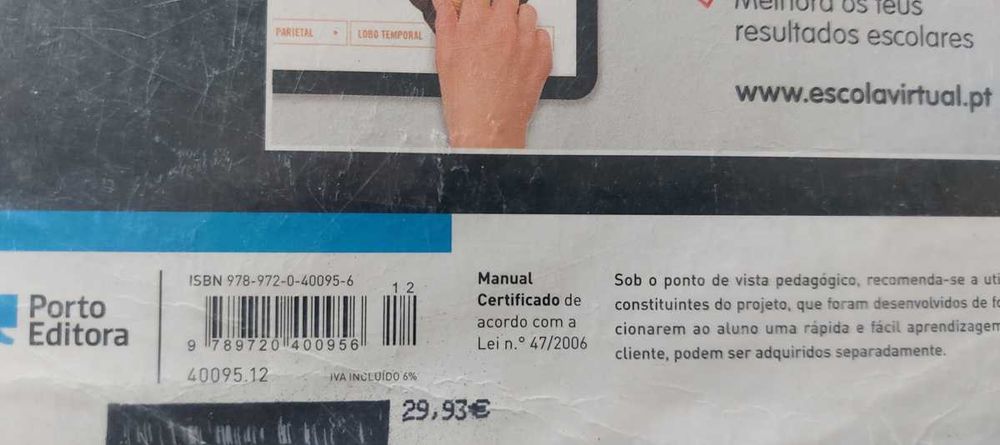 PARIETAL
LOBO TEMPORAL
Melhora os teus
resultados escolares
www.escolavirtual.pt
Porto
Editora
ISBN 978-972-0-40095-6
1 2
9 789720 400956
40095.12
IVA INCLUÍDO 6%
29,93€
Manual
Certificado de
acordo com a
Lei n.º 47/2006
Sob o ponto de vista pedagógico, recomenda-se a uti
constituintes do projeto, que foram desenvolvidos de fo
cionarem ao aluno uma rápida e fácil aprendizagem
cliente, podem ser adquiridos separadamente.